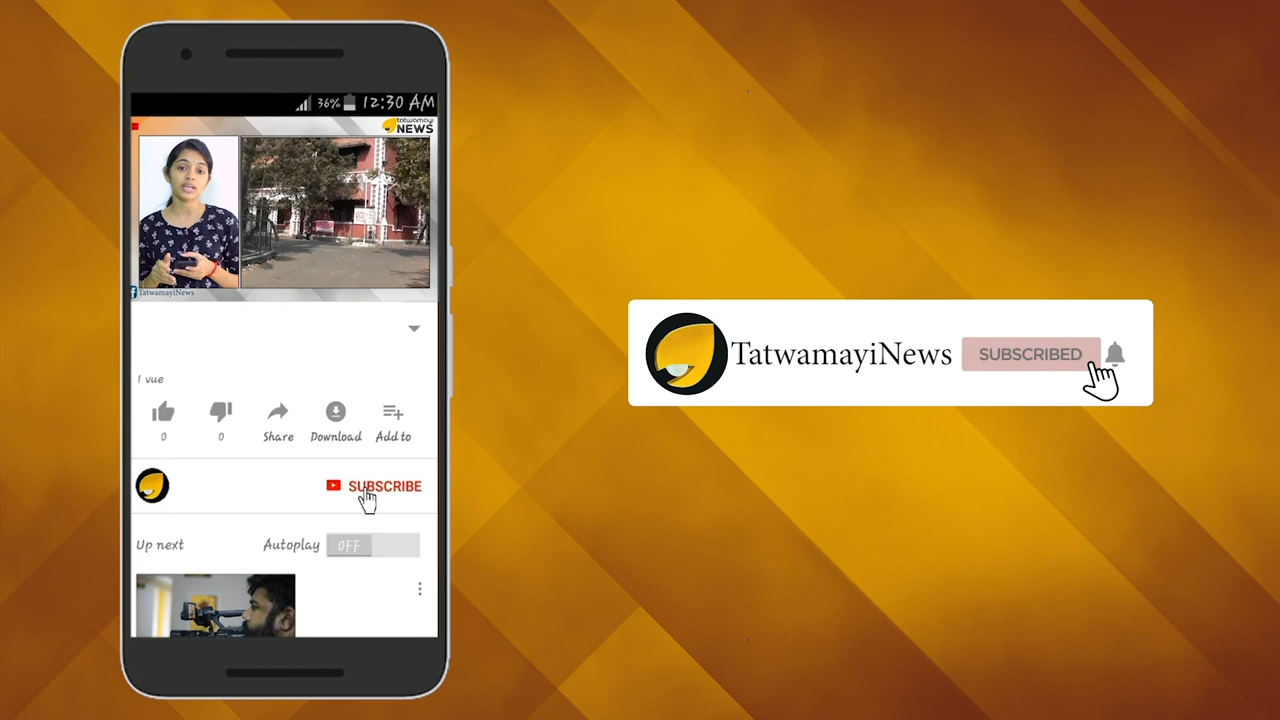 36% 12:30 AM
tatwamayi
NEWS
TatwamayiNews
1 vue
0 0 Share Download Add to
SUBSCRIBE
Up next Autoplay OFF
TatwamayiNews SUBSCRIBED